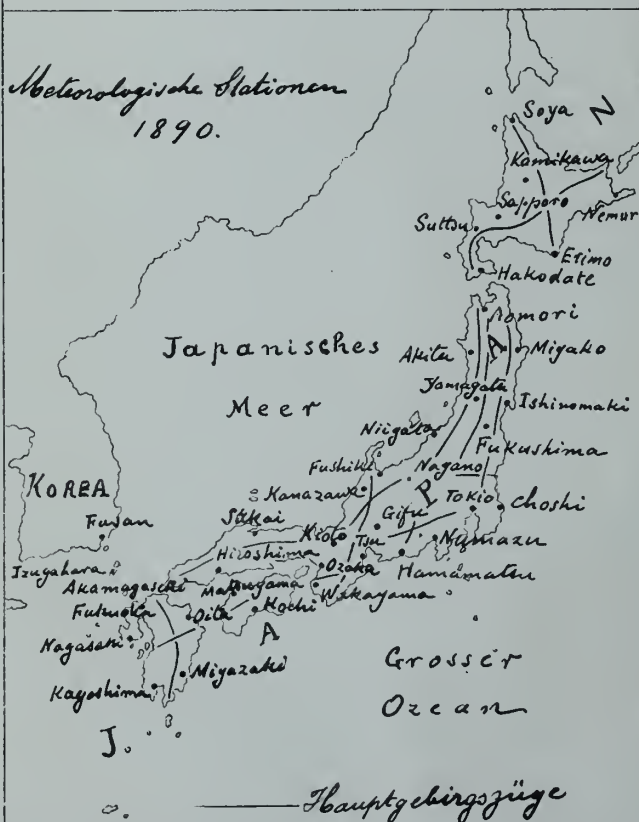 Meteorologische Stationen
1890.
Soya
N
Kamikawa
Sapporo
Nemur
Suttsu
Erimo
Hakodate
Aomori
Japanisches
Meer
Akita
A
Miyako
Yamagata
Ishinomaki
Niigata
Fukushima
Fushiki
Nagano
KOREA
Kanazawa
P
Tokio
Choshi
Fusan
Sakai
Gifu
Kioto
Tsu
Numazu
Hiroshima
Ozaka
Hamamatsu
Izugahara
Akamagaseki
Matsuyama
Wakayama
Fukuoka
Oita
Kochi
A
Nagasaki
Grosser
Miyazaki
Kagoshima
Ozean
J.
Hauptgebirgszüge